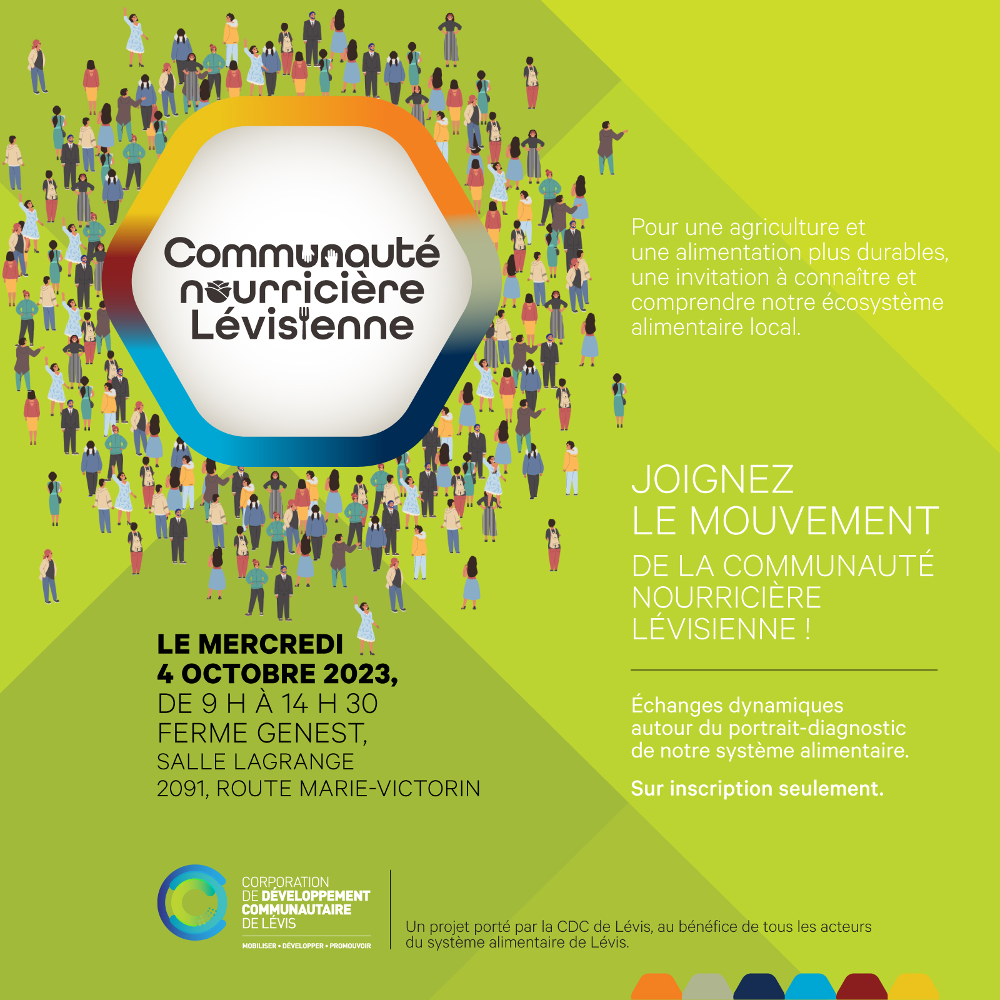 Communauté
nourricière
Lévisienne
Pour une agriculture et
une alimentation plus durables,
une invitation à connaître et
comprendre notre écosystème
alimentaire local.
JOIGNEZ
LE MOUVEMENT
DE LA COMMUNAUTÉ
NOURRICIÈRE
LÉVISIENNE !
Échanges dynamiques
autour du portrait-diagnostic
de notre système alimentaire.
Sur inscription seulement.
LE MERCREDI
4 OCTOBRE 2023,
DE 9 H À 14 H 30
FERME GENEST,
SALLE LAGRANGE
2091, ROUTE MARIE-VICTORIN
CORPORATION
DE DÉVELOPPEMENT
COMMUNAUTAIRE
DE LÉVIS
MOBILISER • DÉVELOPPER • PROMOUVOIR
Un projet porté par la CDC de Lévis, au bénéfice de tous les acteurs
du système alimentaire de Lévis.